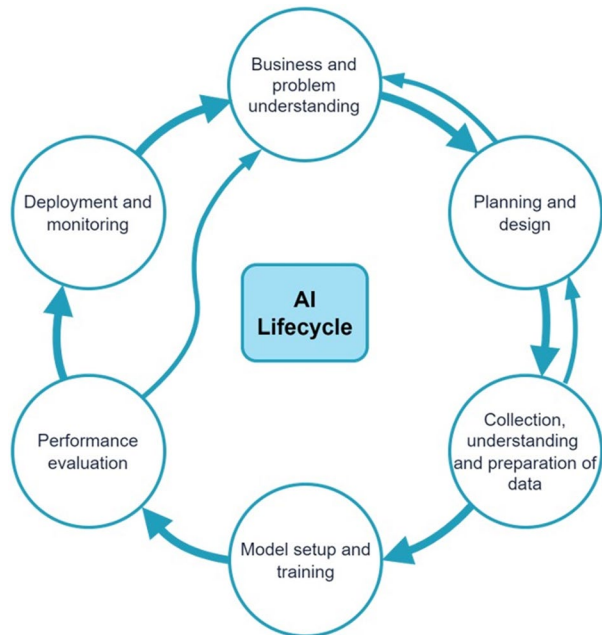 Business and
problem
understanding
Planning and
design
Collection,
understanding
and preparation of
data
Model setup and
training
Performance
evaluation
Deployment and
monitoring
AI
Lifecycle